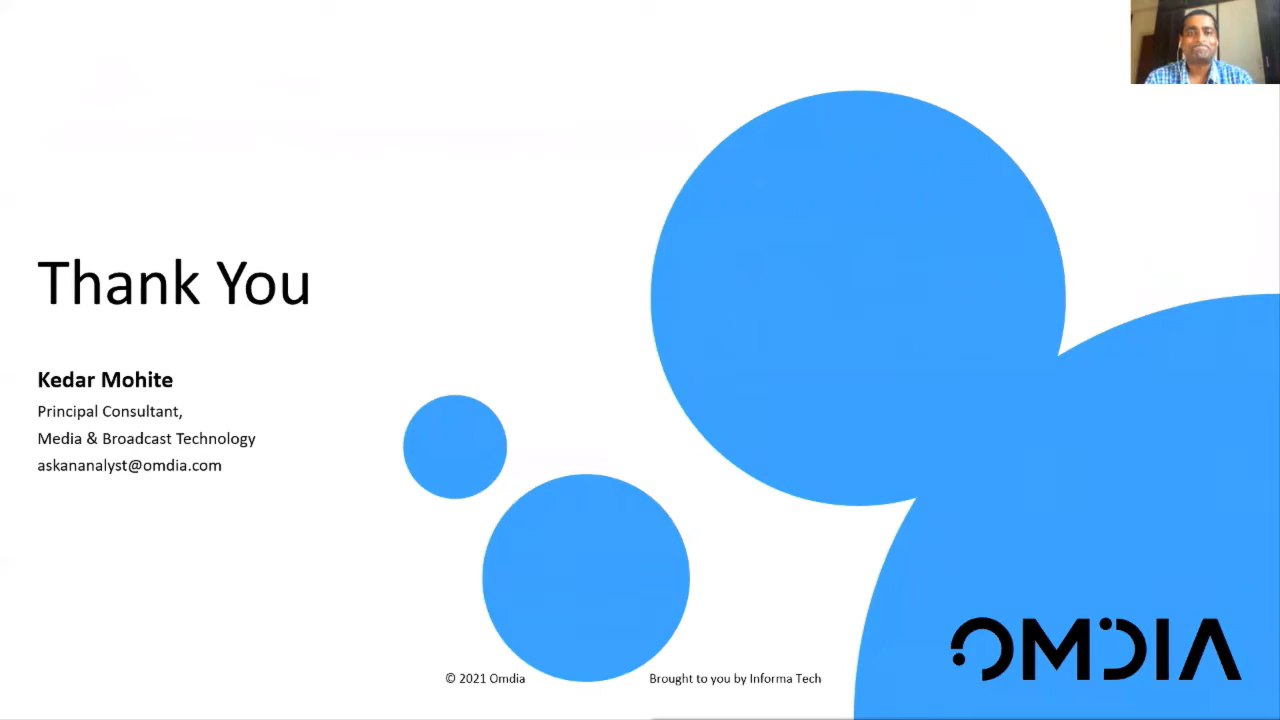 Thank You
Kedar Mohite
Principal Consultant,
Media & Broadcast Technology
askananalyst@omdia.com
© 2021 Omdia
Brought to you by Informa Tech
OMDIA